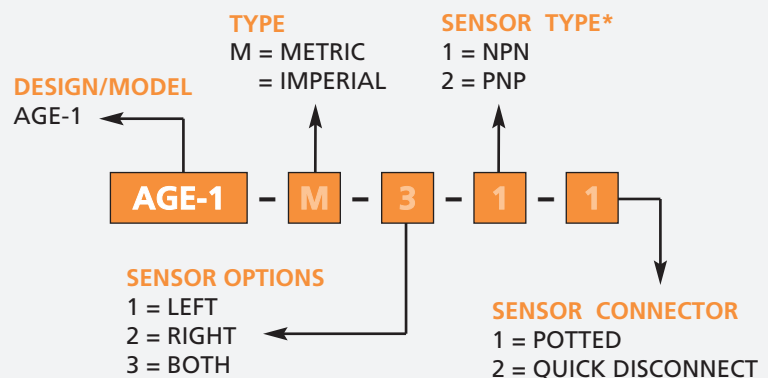 TYPE
M = METRIC
= IMPERIAL
SENSOR TYPE*
1 = NPN
2 = PNP
DESIGN/MODEL
AGE-1
AGE-1 - M - 3 - 1 - 1
SENSOR OPTIONS
1 = LEFT
2 = RIGHT
3 = BOTH
SENSOR CONNECTOR
1 = POTTED
2 = QUICK DISCONNECT